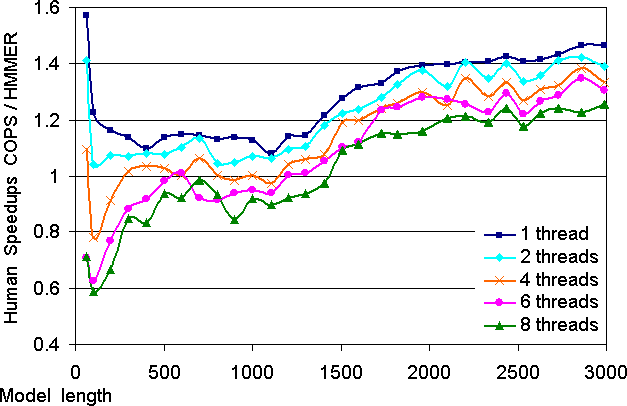 Human Speedups COPS / HMMER
1.6
1.4
1.2
1
0.8
0.6
0.4
1 thread
2 threads
4 threads
6 threads
8 threads
0 500 1000 1500 2000 2500 3000
Model length